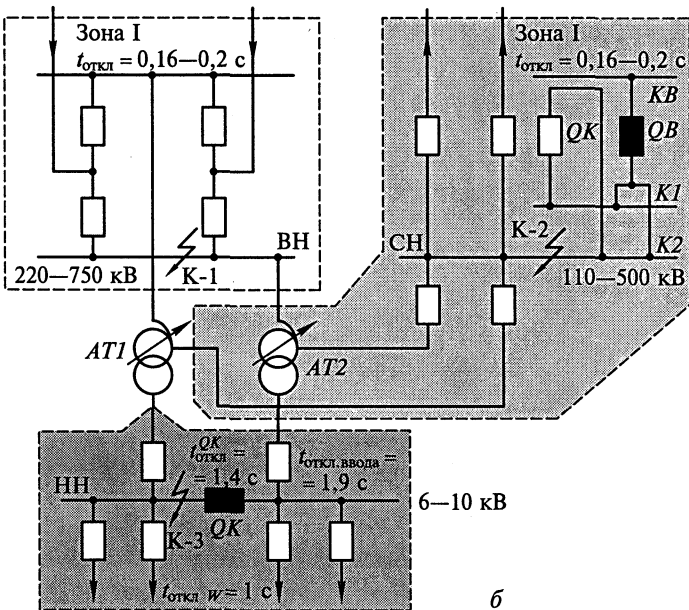 Зона I
tоткл = 0,16—0,2 с
Зона I
tоткл = 0,16—0,2 с
KB
QK
QB
K1
K2
ВН
К-1
220—750 кВ
СН
К-2
110—500 кВ
AT1
AT2
tоткл^QK =
= 1,4 с
tоткл.ввода =
= 1,9 с
НН
QK
6—10 кВ
К-3
tоткл W = 1 с
б